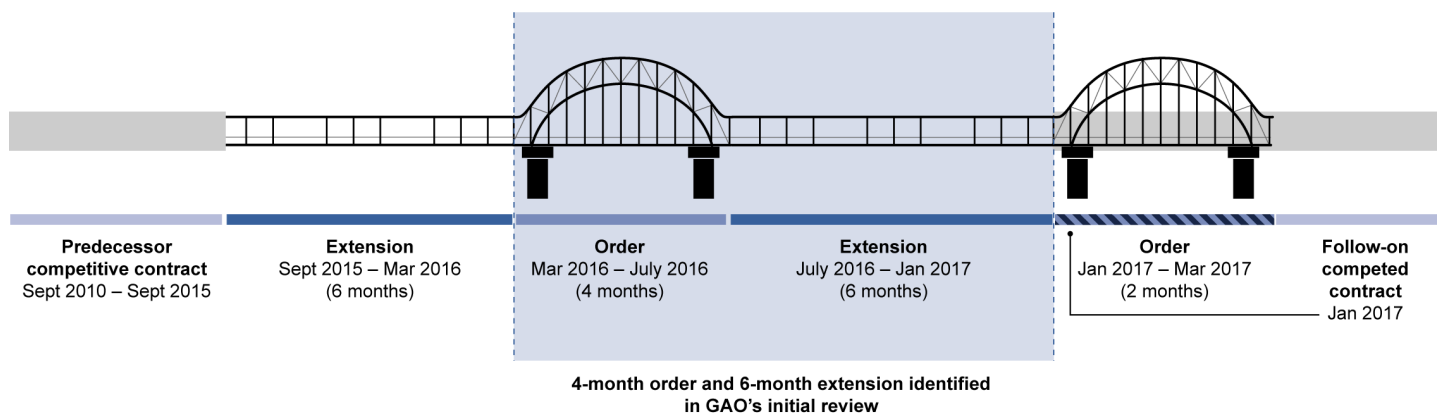 Predecessor
competitive contract
Sept 2010 – Sept 2015
Extension
Sept 2015 – Mar 2016
(6 months)
Order
Mar 2016 – July 2016
(4 months)
Extension
July 2016 – Jan 2017
(6 months)
Order
Jan 2017 – Mar 2017
(2 months)
Follow-on
competed
contract
Jan 2017
4-month order and 6-month extension identified
in GAO’s initial review